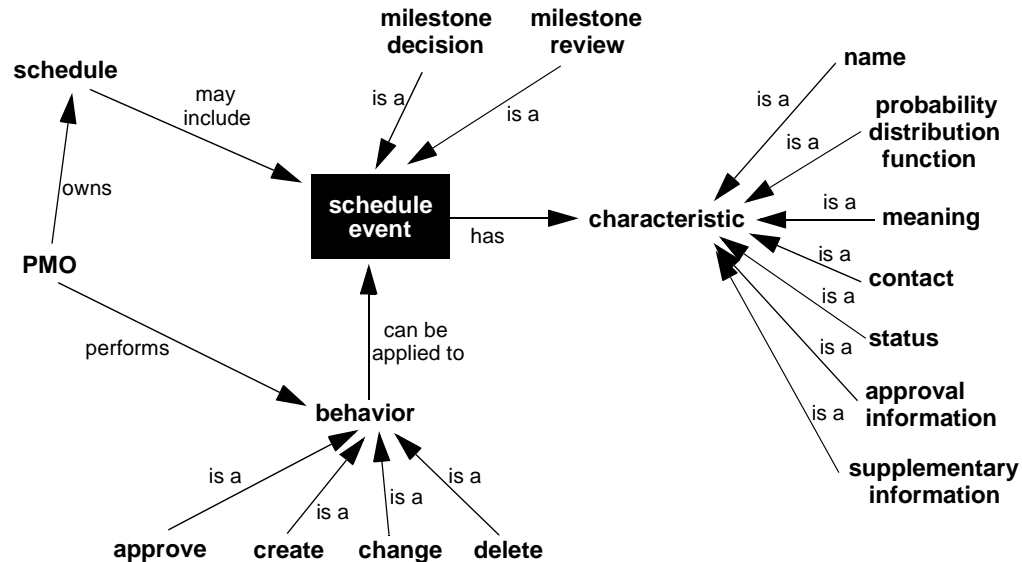 milestone
decision
milestone
review
schedule
name
may
include
is a
is a
is a
probability
distribution
function
is a
owns
schedule
event
has
characteristic
is a
meaning
PMO
is a
contact
is a
status
performs
can be
applied to
is a
approval
information
behavior
is a
supplementary
information
is a
is a
is a
is a
approve
create
change
delete